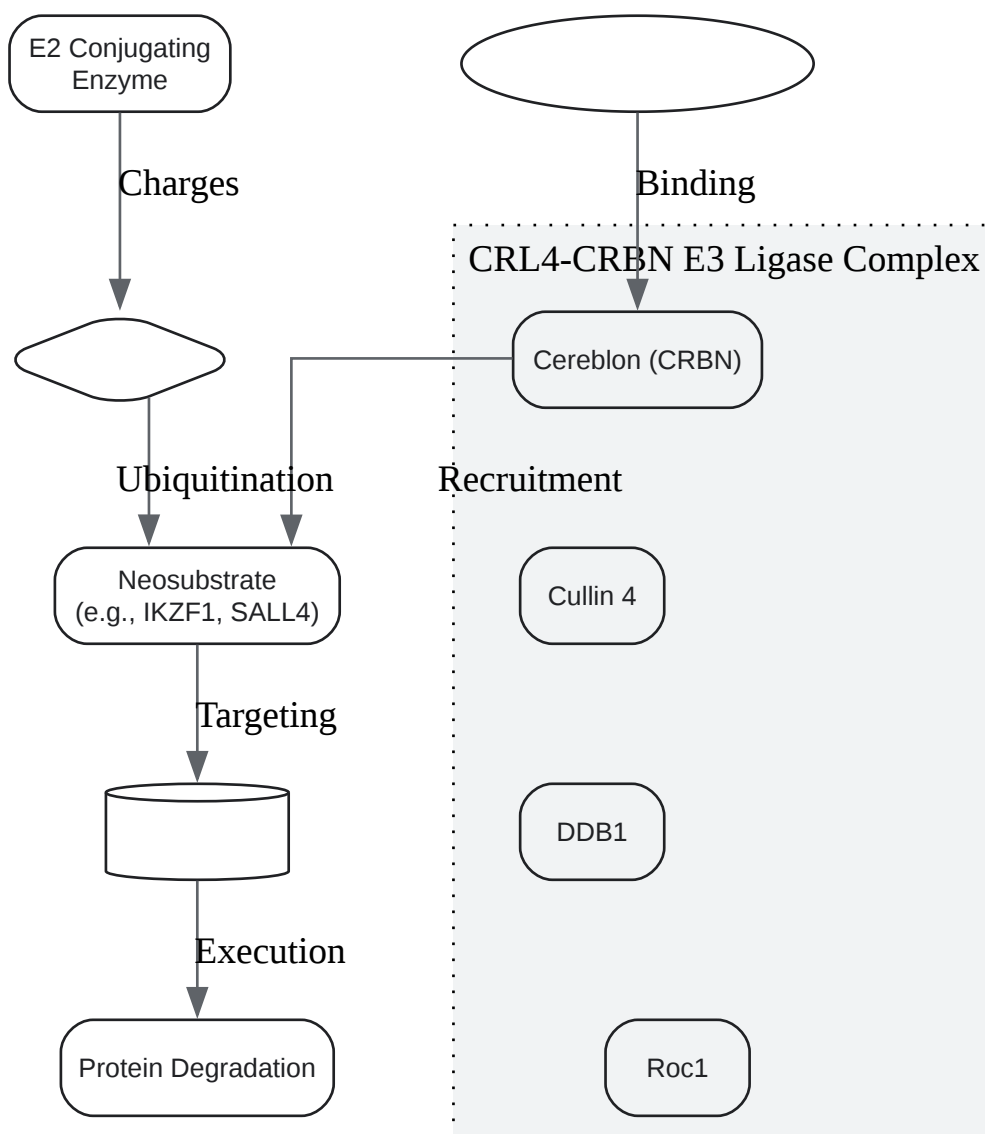 E2 Conjugating
Enzyme
Charges
Binding
CRL4-CRBN E3 Ligase Complex
Cereblon (CRBN)
Ubiquitination
Recruitment
Neosubstrate
(e.g., IKZF1, SALL4)
Cullin 4
Targeting
DDB1
Execution
Protein Degradation
Roc1